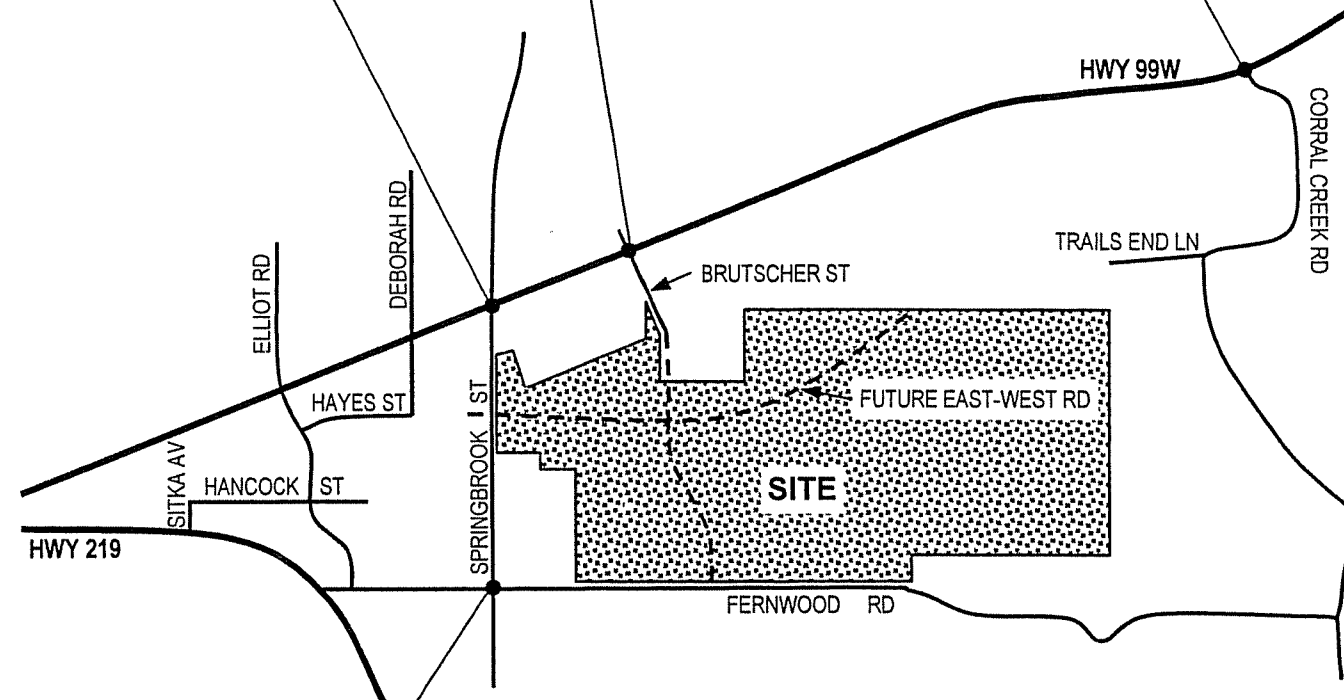 HWY 99W
CORRAL CREEK RD
DEBORAH RD
ELLIOT RD
TRAILS END LN
BRUTSCHER ST
HAYES ST
SPRINGBROOK ST
FUTURE EAST-WEST RD
SITKA AV
HANCOCK ST
SITE
HWY 219
FERNWOOD RD